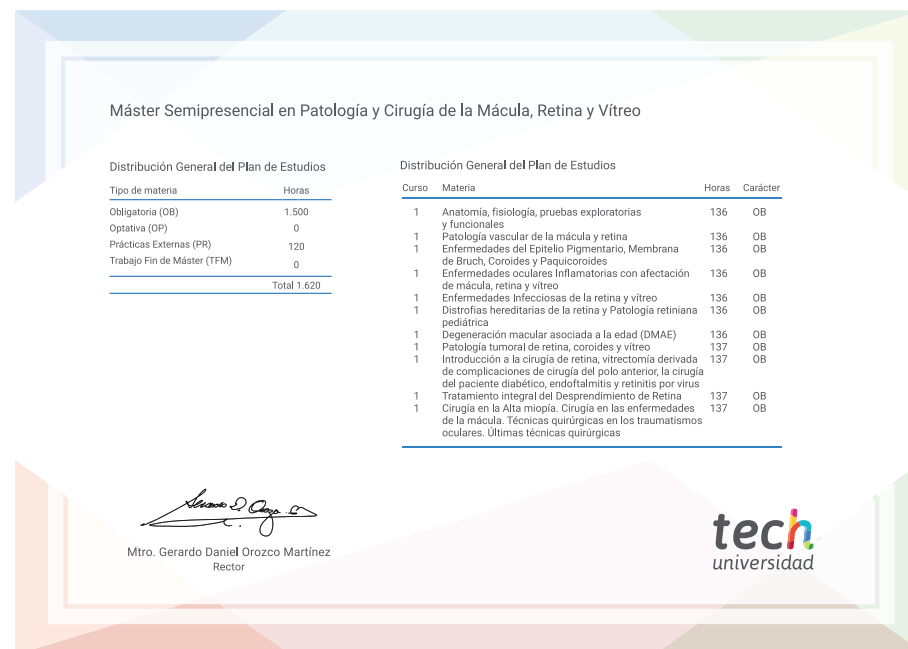 Máster Semipresencial en Patología y Cirugía de la Mácula, Retina y Vítreo
Distribución General del Plan de Estudios
Tipo de materia Horas
Obligatoria (OB) 1.500
Optativa (OP) 0
Prácticas Externas (PR) 120
Trabajo Fin de Máster (TFM) 0
Total 1.620
Distribución General del Plan de Estudios
Curso Materia Horas Carácter
1 Anatomía, fisiología, pruebas exploratorias 136 OB
y funcionales
1 Patología vascular de la mácula y retina 136 OB
1 Enfermedades del Epitelio Pigmentario, Membrana 136 OB
de Bruch, Coroides y Paquicoroides
1 Enfermedades oculares Inflamatorias con afectación 136 OB
de mácula, retina y vítreo
1 Enfermedades Infecciosas de la retina y vítreo 136 OB
1 Distrofias hereditarias de la retina y Patología retiniana 136 OB
pediátrica
1 Degeneración macular asociada a la edad (DMAE) 136 OB
1 Patología tumoral de retina, coroides y vítreo 137 OB
1 Introducción a la cirugía de retina, vitrectomía derivada 137 OB
de complicaciones de cirugía del polo anterior, la cirugía
del paciente diabético, endoftalmitis y retinitis por virus
1 Tratamiento integral del Desprendimiento de Retina 137 OB
1 Cirugía en la Alta miopía. Cirugía en las enfermedades 137 OB
de la mácula. Técnicas quirúrgicas en los traumatismos
oculares. Últimas técnicas quirúrgicas
Mtro. Gerardo Daniel Orozco Martínez
Rector
tech
universidad